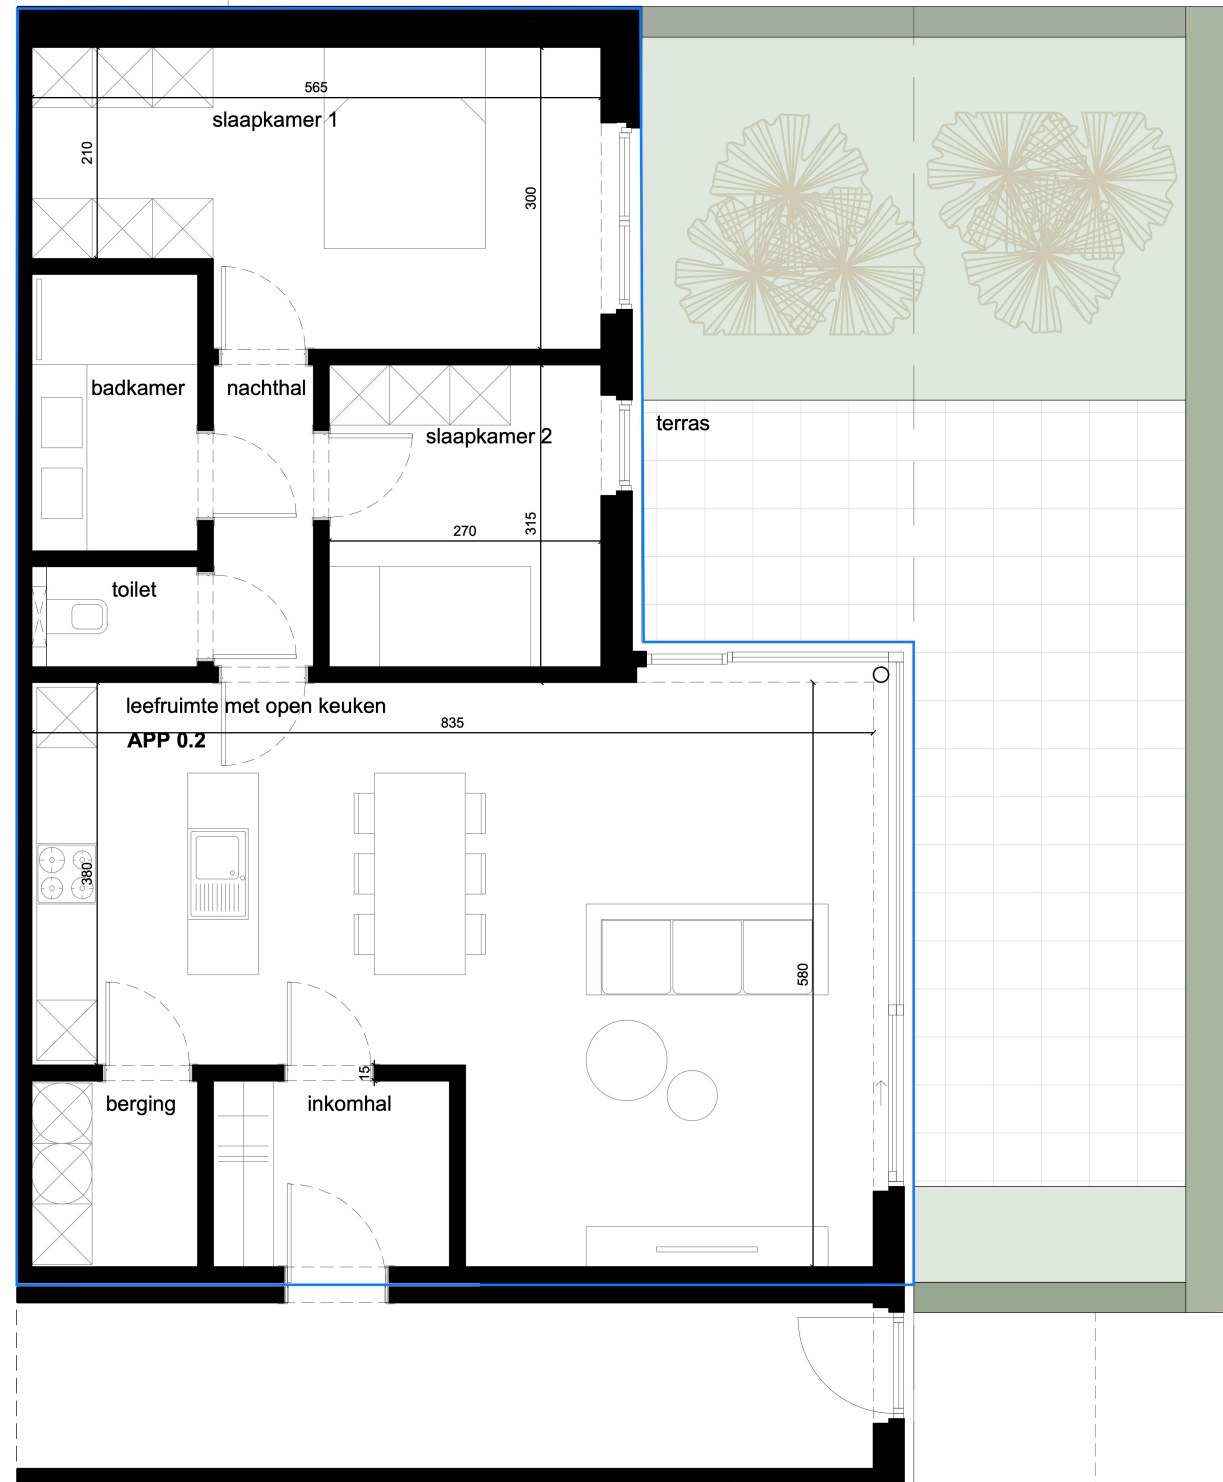 565
slaapkamer 1
210
300
badkamer
nachthal
terras
slaapkamer 2
315
270
toilet
leefruimte met open keuken
835
APP 0.2
380
580
15
berging
inkomhal